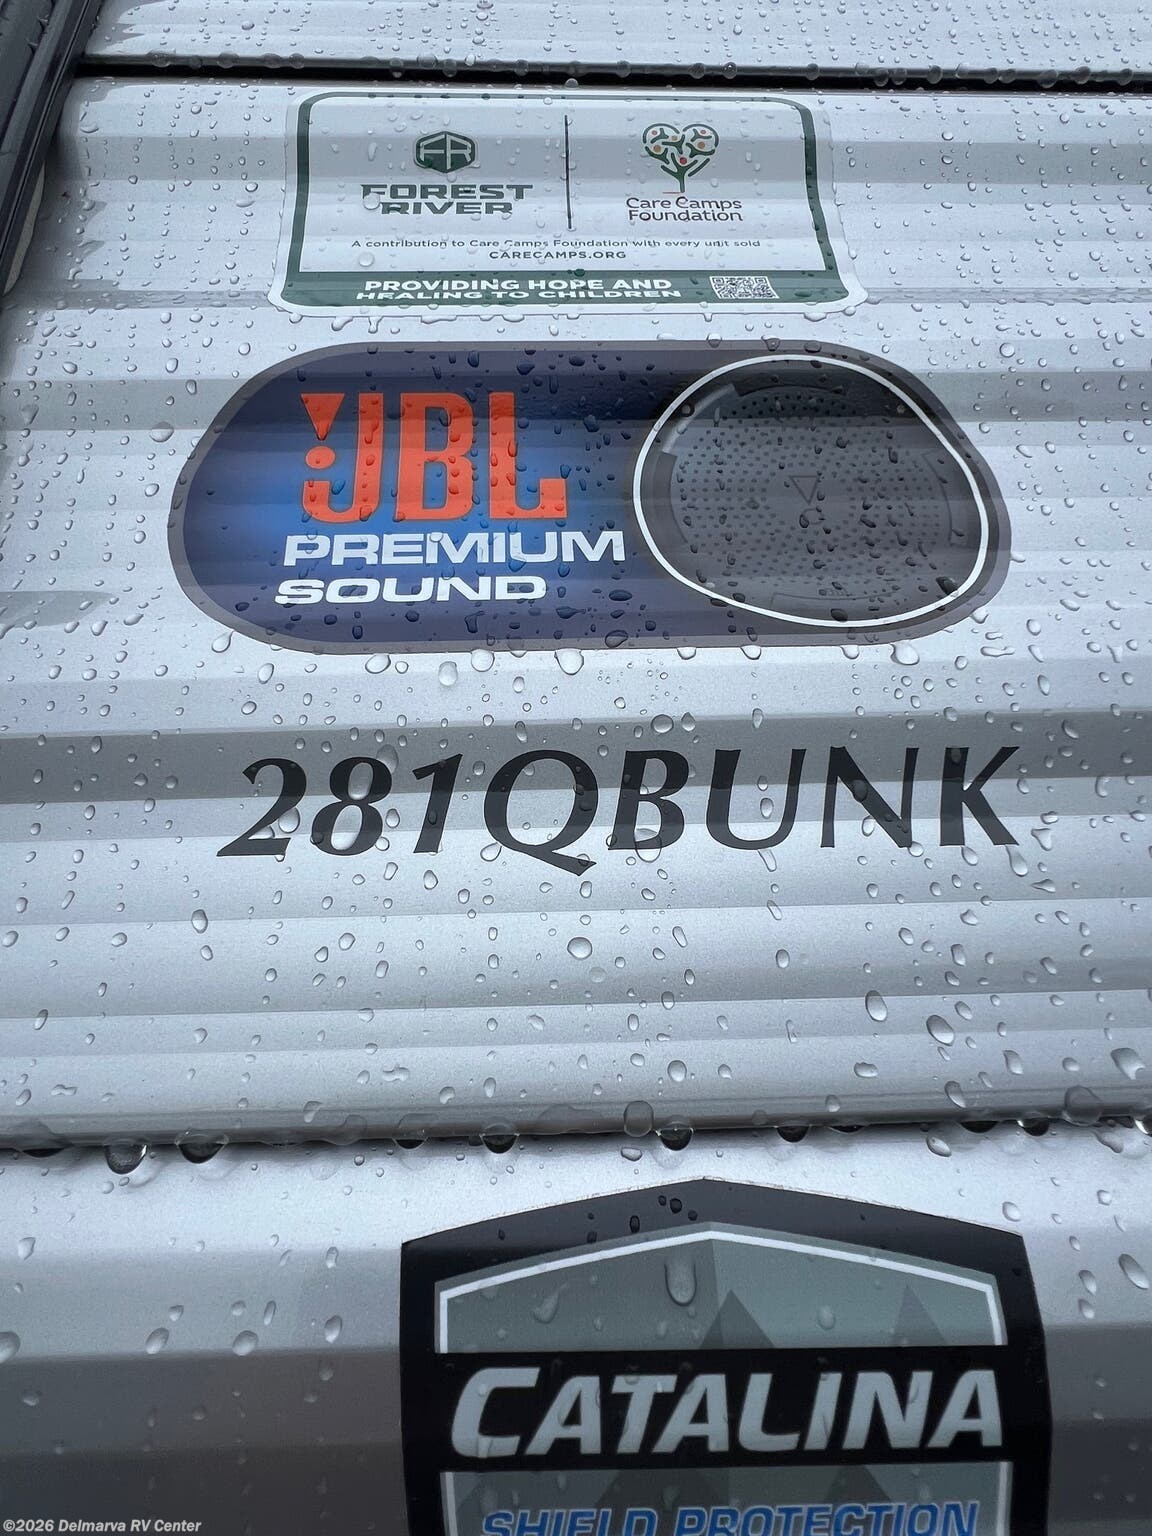 FR
FOREST
RIVER
Care Camps
Foundation
A contribution to Care Camps Foundation with every unit sold
CARECAMPS.ORG
PROVIDING HOPE AND
HEALING TO CHILDREN
JBL
PREMIUM
SOUND
281QBUNK
CATALINA
SHIELD PROTECTION
©2026 Delmarva RV Center